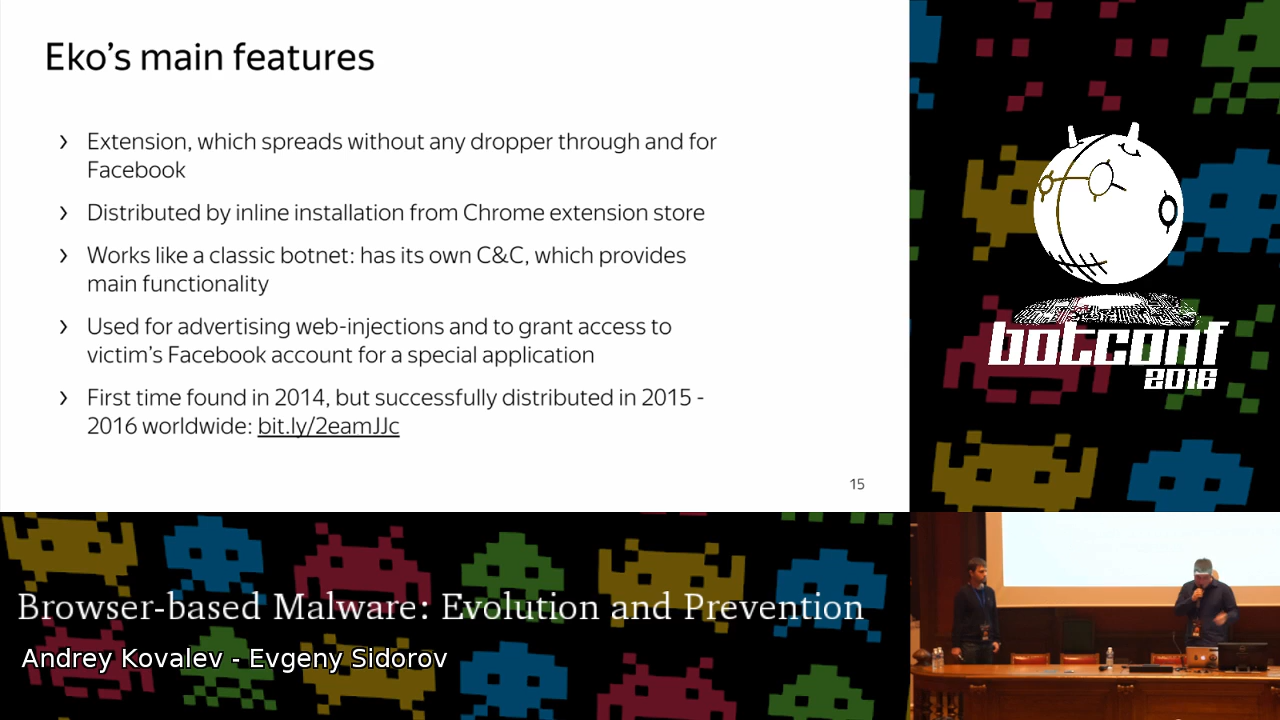 Eko’s main features
› Extension, which spreads without any dropper through and for
Facebook
› Distributed by inline installation from Chrome extension store
› Works like a classic botnet: has its own C&C, which provides
main functionality
› Used for advertising web-injections and to grant access to
victim’s Facebook account for a special application
› First time found in 2014, but successfully distributed in 2015 -
2016 worldwide: bit.ly/2eamJJc
15
botconf
2016
Browser-based Malware: Evolution and Prevention
Andrey Kovalev - Evgeny Sidorov